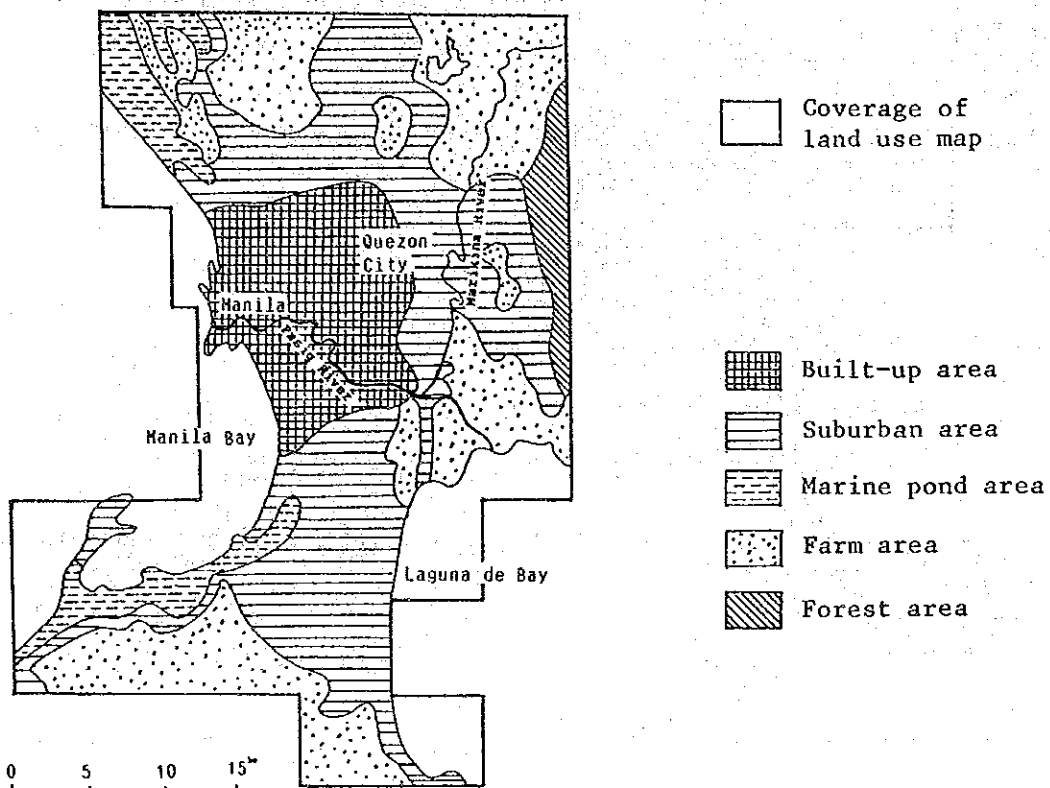 Coverage of
land use map
Quezon
City
Marikina River
Manila
Pasig River
Manila Bay
Laguna de Bay
Built-up area
Suburban area
Marine pond area
Farm area
Forest area
0 5 10 15km